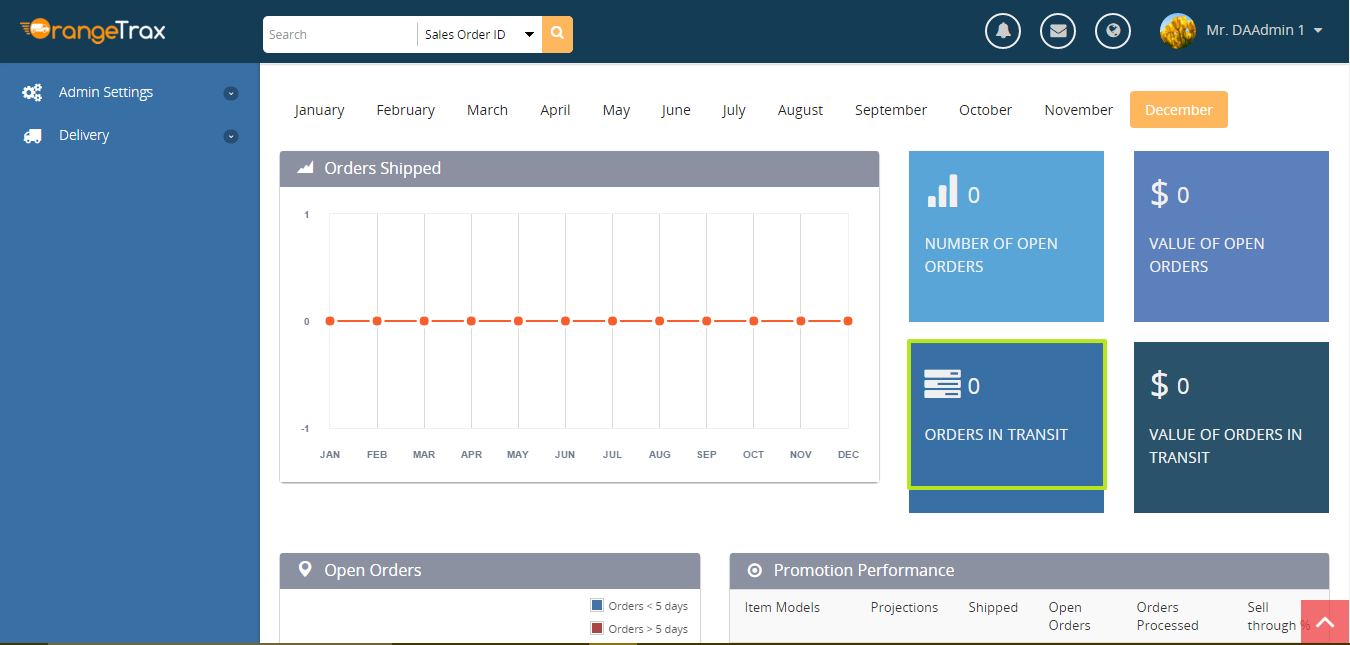 OrangeTrax
Search
Sales Order ID
Mr. DAAdmin 1
Admin Settings
Delivery
January February March April May June July August September October November December
Orders Shipped
1
0
-1
JAN FEB MAR APR MAY JUN JUL AUG SEP OCT NOV DEC
0
NUMBER OF OPEN
ORDERS
$ 0
VALUE OF OPEN
ORDERS
0
ORDERS IN TRANSIT
$ 0
VALUE OF ORDERS IN
TRANSIT
Open Orders
Orders < 5 days
Orders > 5 days
Promotion Performance
Item Models Projections Shipped Open Orders Sell
Orders Processed through %